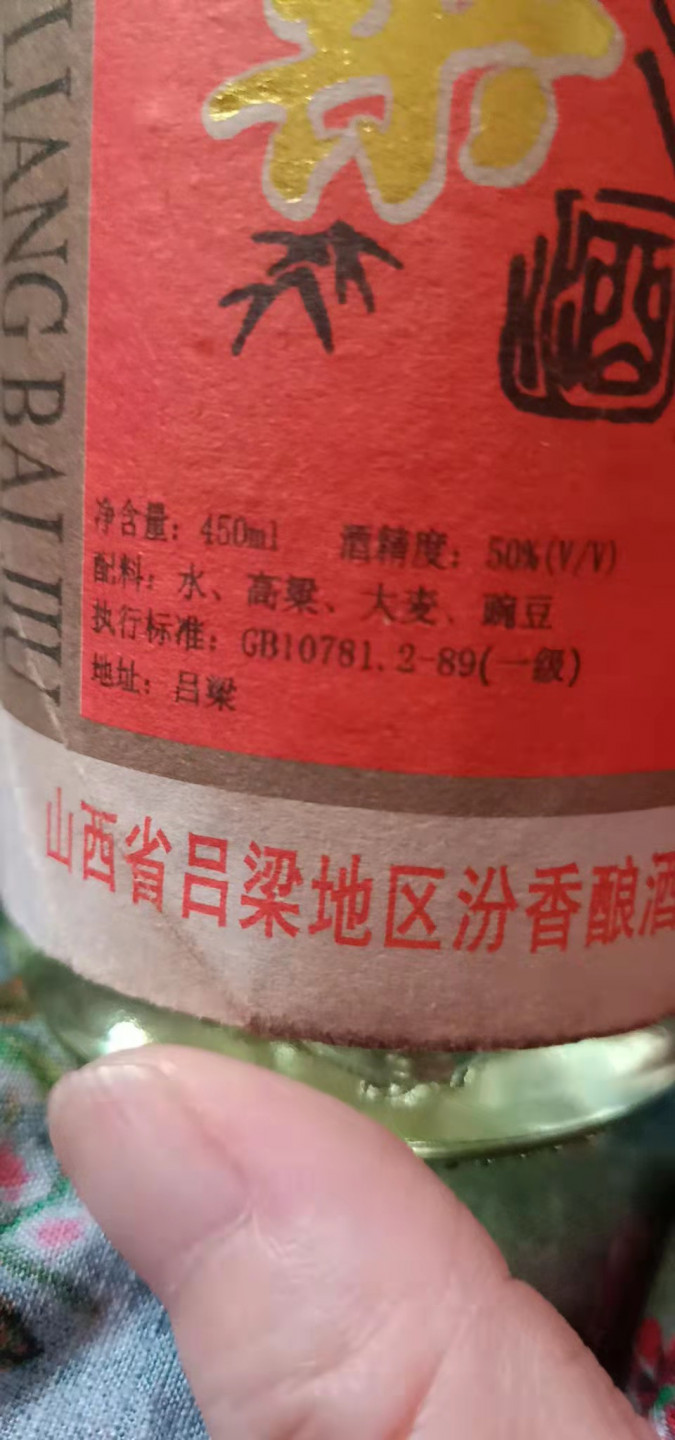 LIANG BAI JIU
梁
酒
净含量：450ml 酒精度：50%(V/V)
配料：水、高粱、大麦、豌豆
执行标准：GB10781.2-89(一级)
地址：吕梁
山西省吕梁地区汾香酿酒